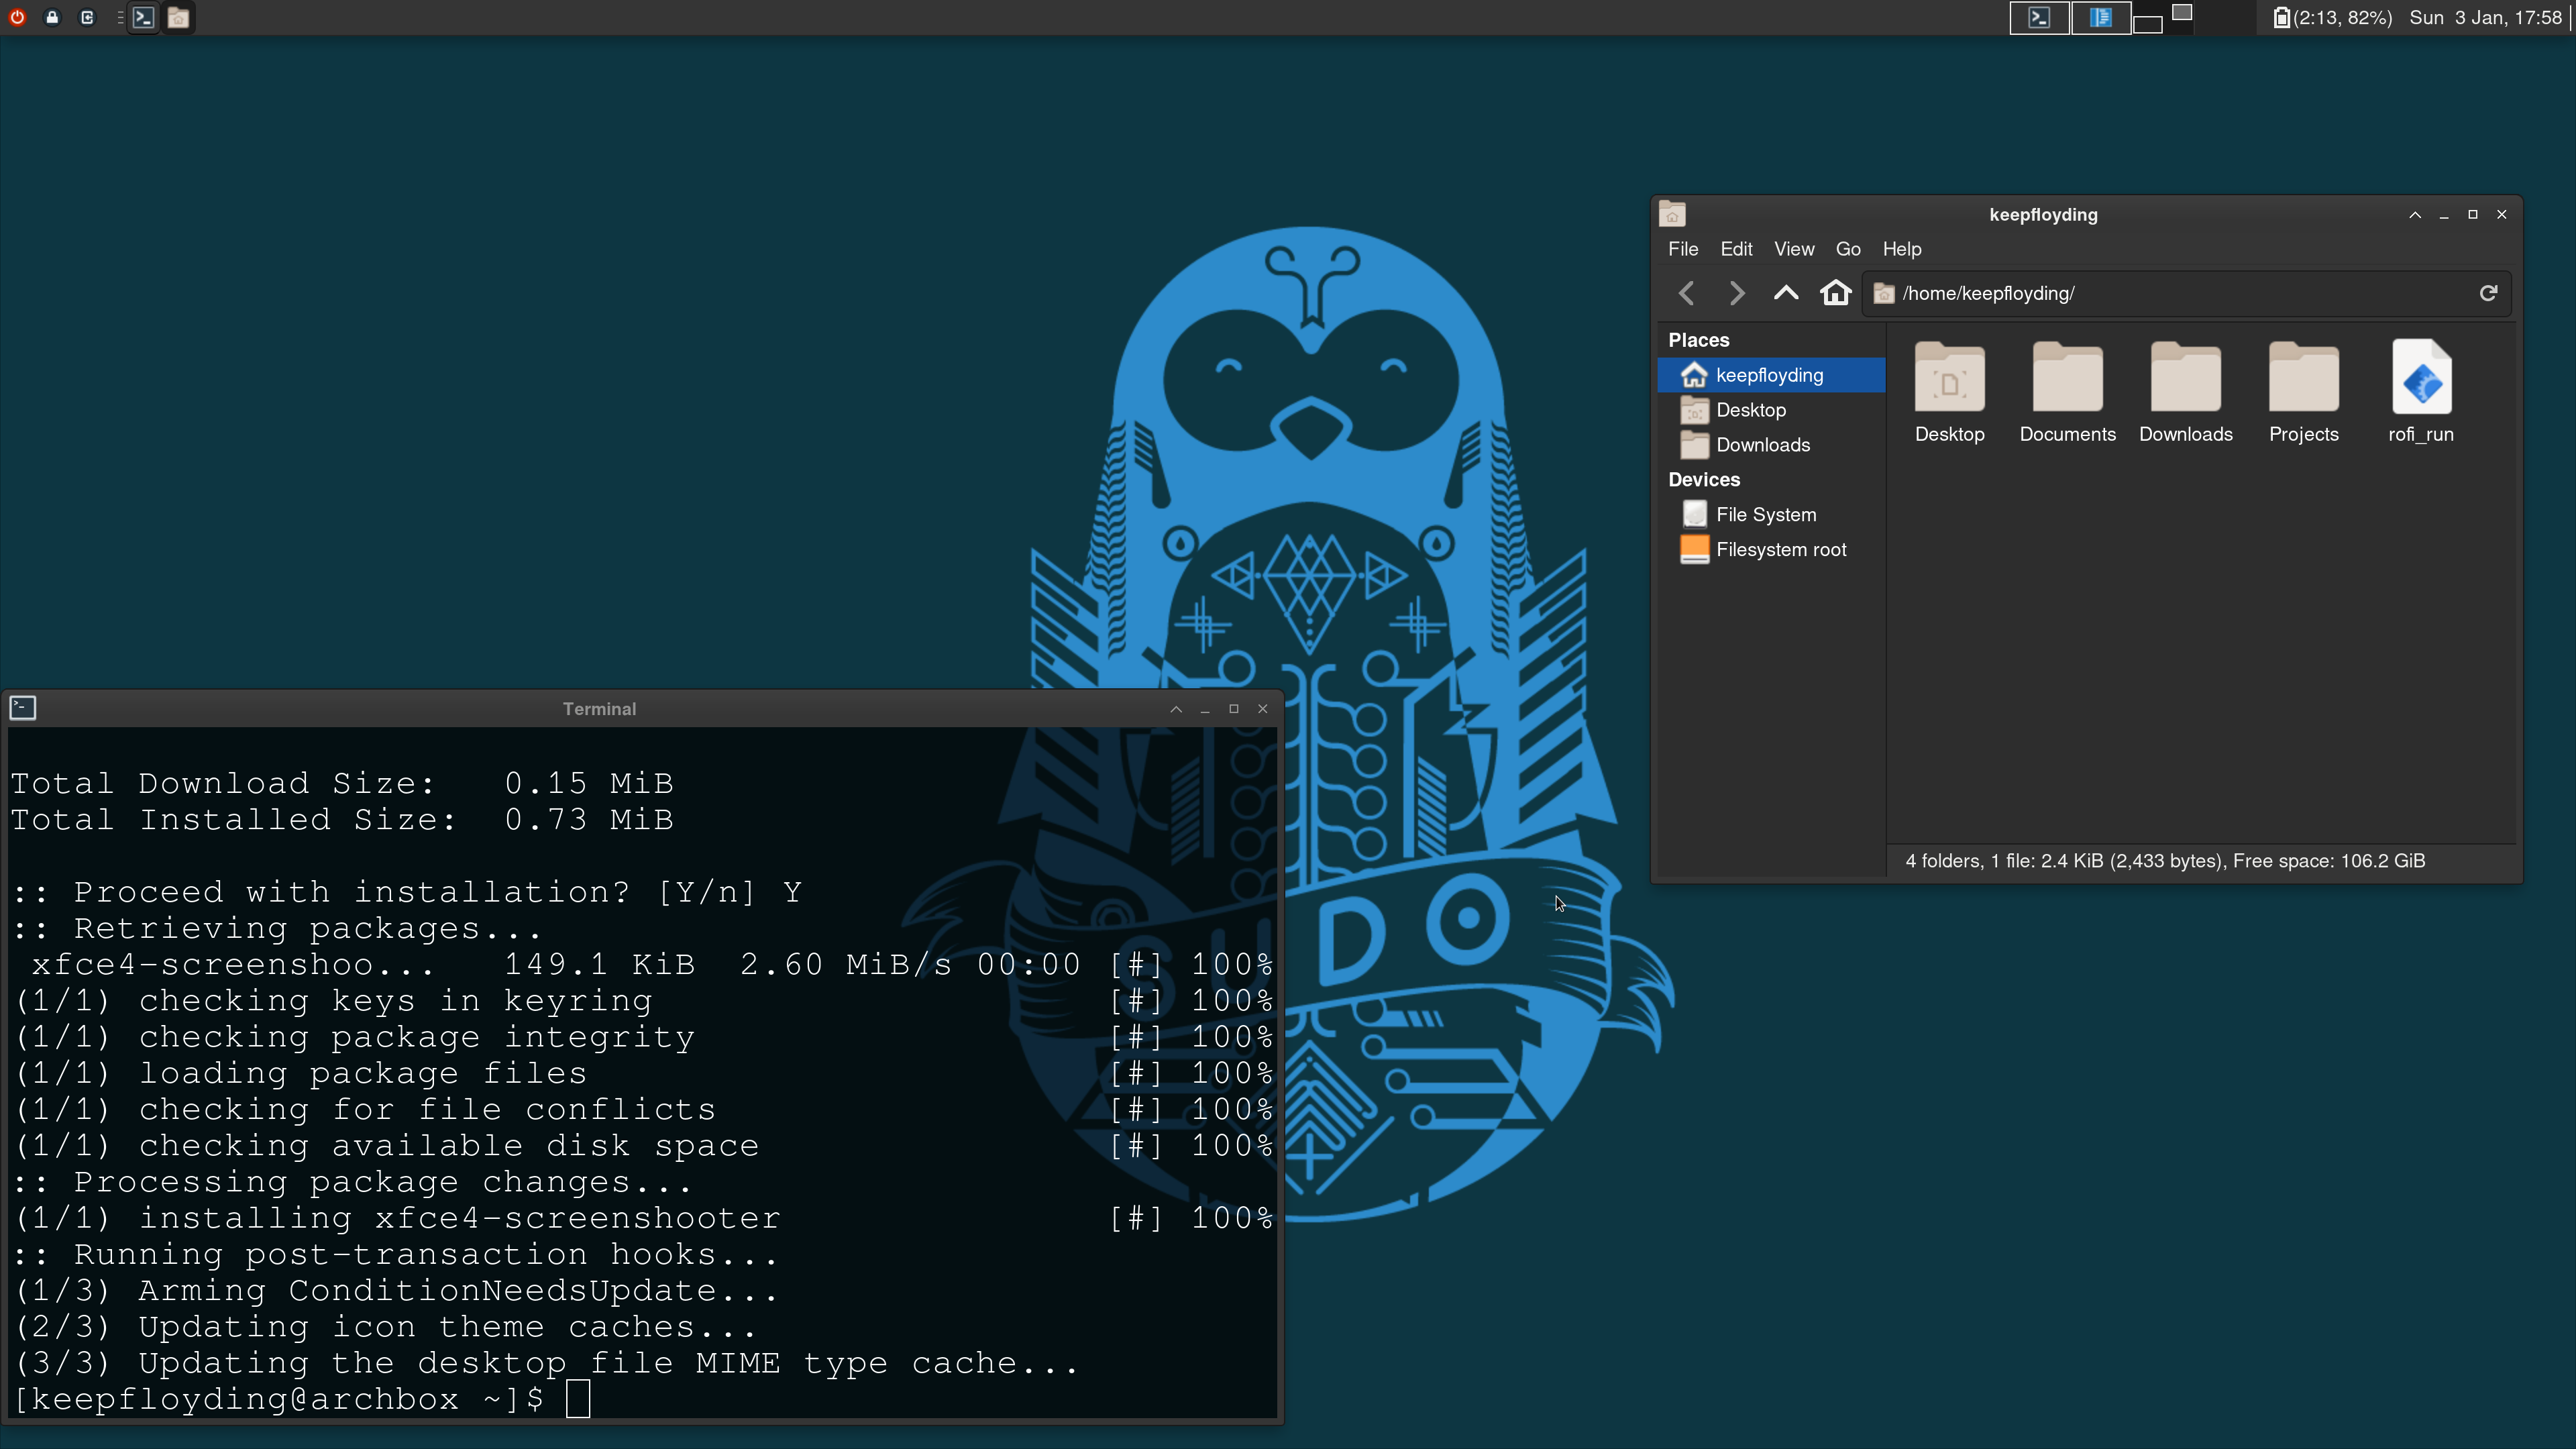 (2:13, 82%) Sun 3 Jan, 17:58
keepfloyding
File Edit View Go Help
/home/keepfloyding/
Places
keepfloyding
Desktop
Downloads
Devices
File System
Filesystem root
Desktop Documents Downloads Projects rofi_run
4 folders, 1 file: 2.4 KiB (2,433 bytes), Free space: 106.2 GiB
Terminal
Total Download Size: 0.15 MiB
Total Installed Size: 0.73 MiB
:: Proceed with installation? [Y/n] Y
:: Retrieving packages...
xfce4-screenshoo... 149.1 KiB 2.60 MiB/s 00:00 [#] 100%
(1/1) checking keys in keyring [#] 100%
(1/1) checking package integrity [#] 100%
(1/1) loading package files [#] 100%
(1/1) checking for file conflicts [#] 100%
(1/1) checking available disk space [#] 100%
:: Processing package changes...
(1/1) installing xfce4-screenshooter [#] 100%
:: Running post-transaction hooks...
(1/3) Arming ConditionNeedsUpdate...
(2/3) Updating icon theme caches...
(3/3) Updating the desktop file MIME type cache...
[keepfloyding@archbox ~]$
SUDO